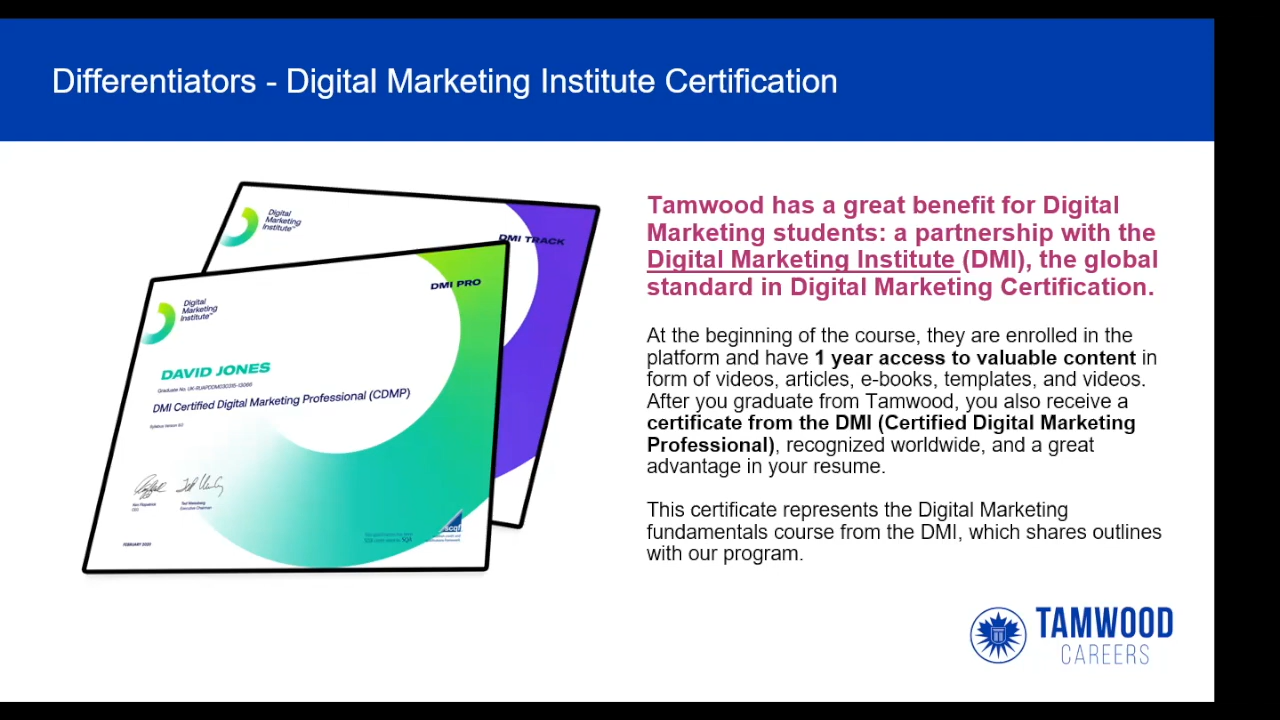 Differentiators - Digital Marketing Institute Certification
Digital
Marketing
Institute
DMI TRACK
Digital
Marketing
Institute
DMI PRO
DAVID JONES
DMI Certified Digital Marketing Professional (CDMP)
FEBRUARY 2020
Tamwood has a great benefit for Digital
Marketing students: a partnership with the
Digital Marketing Institute (DMI), the global
standard in Digital Marketing Certification.
At the beginning of the course, they are enrolled in the
platform and have 1 year access to valuable content in
form of videos, articles, e-books, templates, and videos.
After you graduate from Tamwood, you also receive a
certificate from the DMI (Certified Digital Marketing
Professional), recognized worldwide, and a great
advantage in your resume.
This certificate represents the Digital Marketing
fundamentals course from the DMI, which shares outlines
with our program.
TAMWOOD
CAREERS